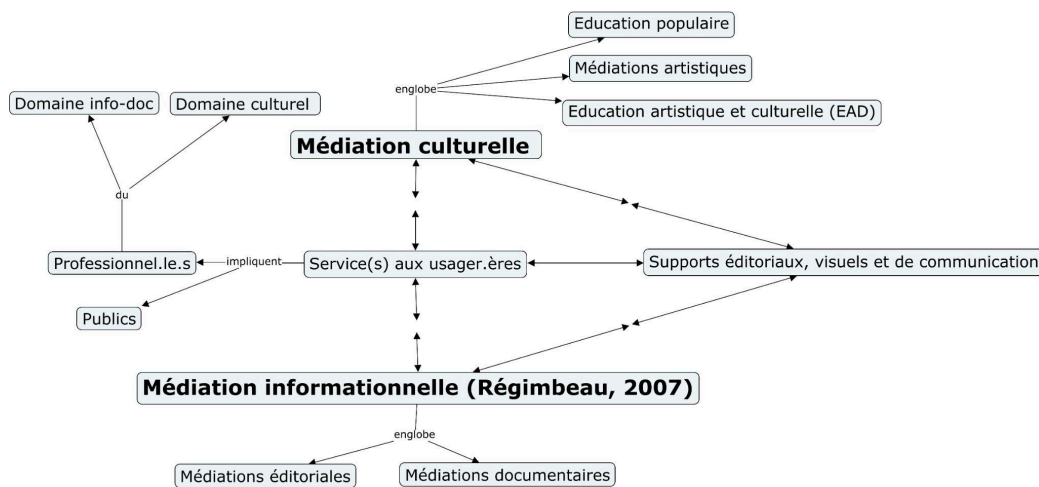 Education populaire
Médiations artistiques
englobe
Domaine info-doc
Domaine culturel
Education artistique et culturelle (EAD)
Médiation culturelle
du
Professionnel.le.s
impliquent
Service(s) aux usager.ères
Supports éditoriaux, visuels et de communication
Publics
Médiation informationnelle (Régimbeau, 2007)
englobe
Médiations éditoriales
Médiations documentaires